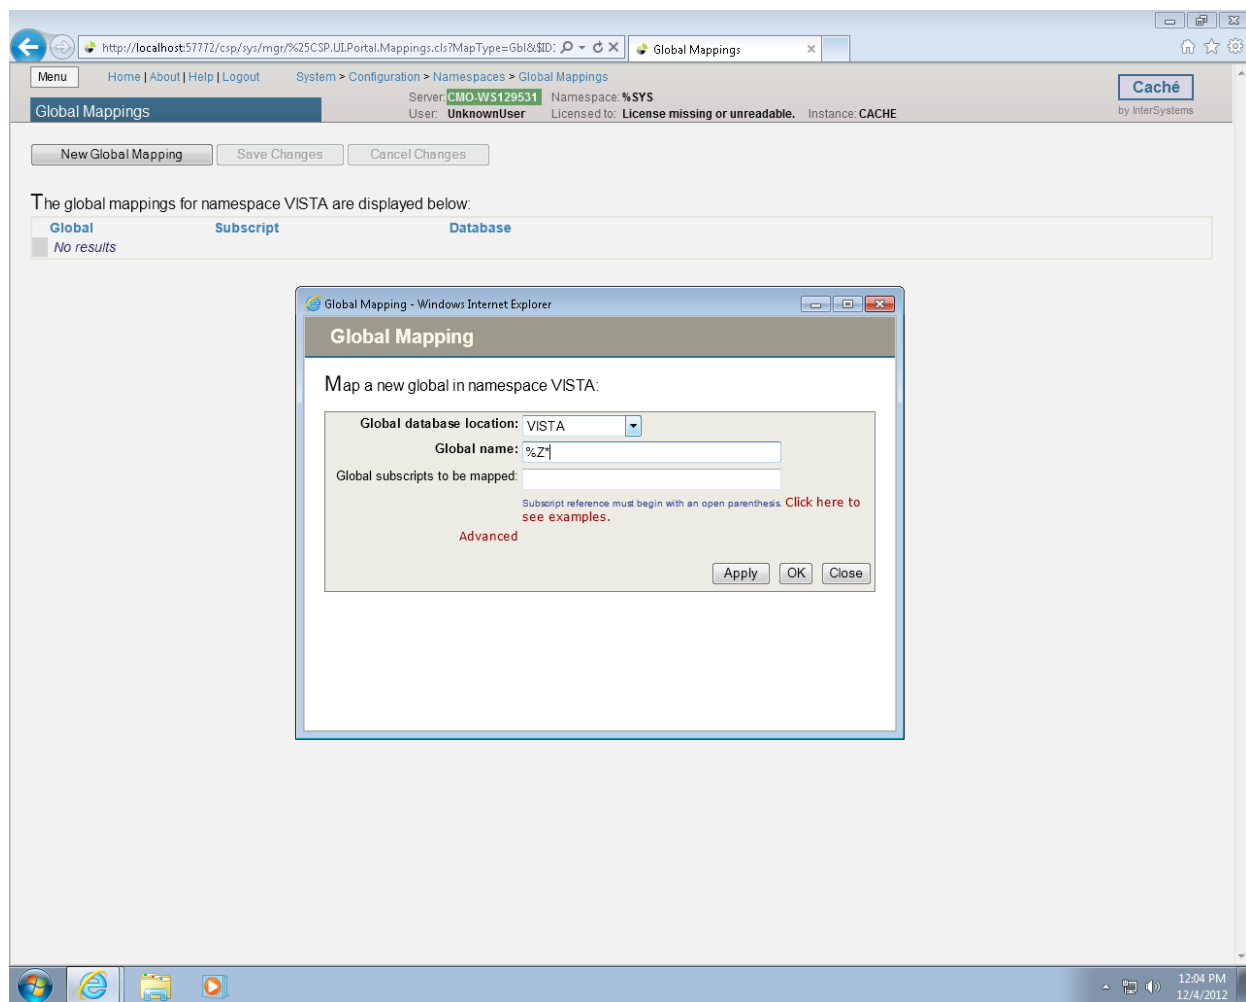 http://localhost:57772/csp/sys/mgr/%25CSP.UI.Portal.Mappings.cls?MapType=Gbl&$ID:
Global Mappings
Menu
Home | About | Help | Logout
System > Configuration > Namespaces > Global Mappings
Server: CMO-WS129531 Namespace: %SYS
Caché
Global Mappings
User: UnknownUser Licensed to: License missing or unreadable. Instance: CACHE
by InterSystems
New Global Mapping
Save Changes
Cancel Changes
The global mappings for namespace VISTA are displayed below:
Global Subscript Database
No results
Global Mapping - Windows Internet Explorer
Global Mapping
Map a new global in namespace VISTA:
Global database location: VISTA
Global name: %Z*
Global subscripts to be mapped:
Subscript reference must begin with an open parenthesis. Click here to
see examples.
Advanced
Apply
OK
Close
12:04 PM
12/4/2012